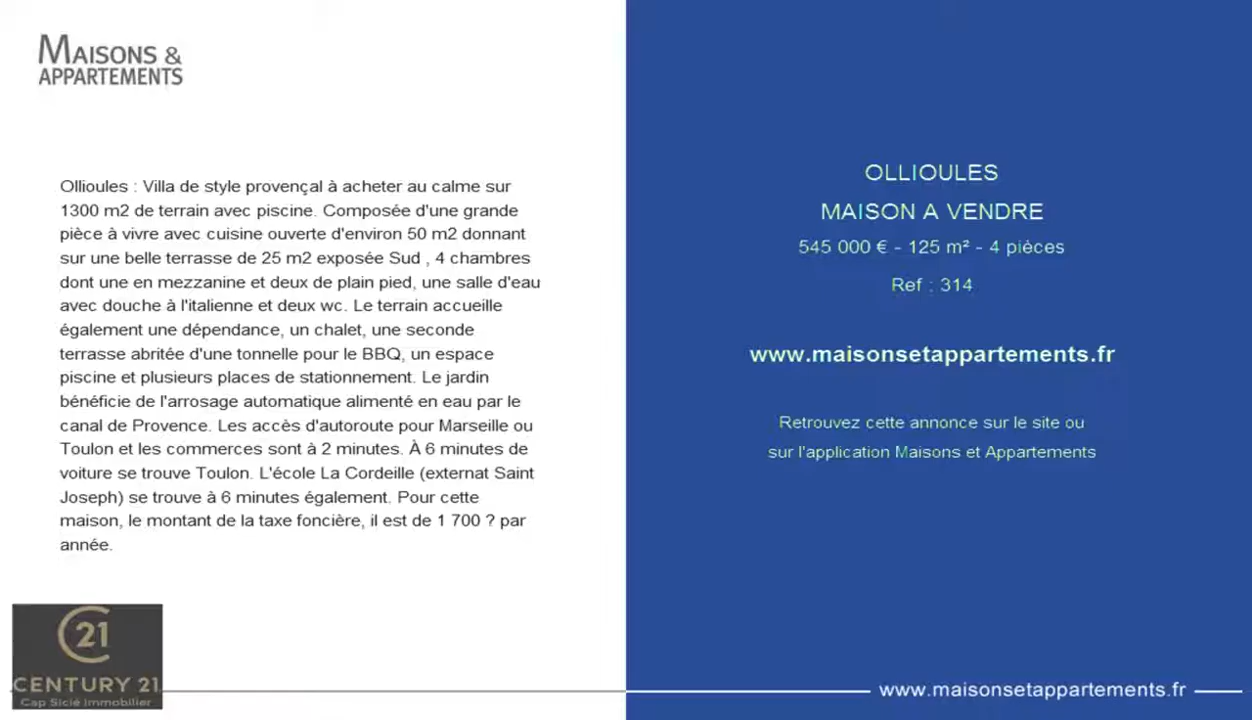 MAISONS &
APPARTEMENTS
Ollioules : Villa de style provençal à acheter au calme sur
1300 m2 de terrain avec piscine. Composée d'une grande
pièce à vivre avec cuisine ouverte d'environ 50 m2 donnant
sur une belle terrasse de 25 m2 exposée Sud , 4 chambres
dont une en mezzanine et deux de plain pied, une salle d'eau
avec douche à l'italienne et deux wc. Le terrain accueille
également une dépendance, un chalet, une seconde
terrasse abritée d'une tonnelle pour le BBQ, un espace
piscine et plusieurs places de stationnement. Le jardin
bénéficie de l'arrosage automatique alimenté en eau par le
canal de Provence. Les accès d'autoroute pour Marseille ou
Toulon et les commerces sont à 2 minutes. À 6 minutes de
voiture se trouve Toulon. L'école La Cordeille (externat Saint
Joseph) se trouve à 6 minutes également. Pour cette
maison, le montant de la taxe foncière, il est de 1 700 ? par
année.
C21
CENTURY 21
Cap Sicié Immobilier
OLLIOULES
MAISON A VENDRE
545 000 € - 125 m² - 4 pièces
Ref : 314
www.maisonsetappartements.fr
Retrouvez cette annonce sur le site ou
sur l'application Maisons et Appartements
www.maisonsetappartements.fr